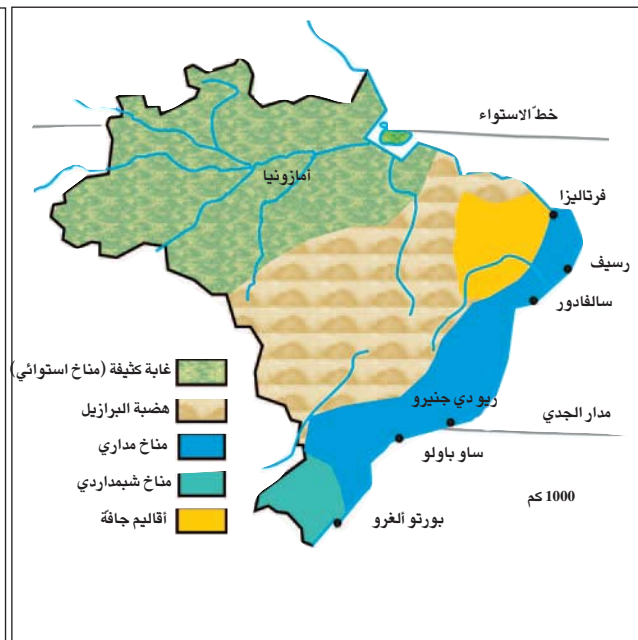 خطّ الاستواء
أمازونيا
فرتاليزا
رسيف
سالفادور
غابة كثيفة (مناخ استوائي)
هضبة البرازيل
مناخ مداري
مناخ شبمداردي
أقاليم جافّة
ريو دي جنيرو
مدار الجدي
ساو باولو
1000 كم
بورتو ألغرو